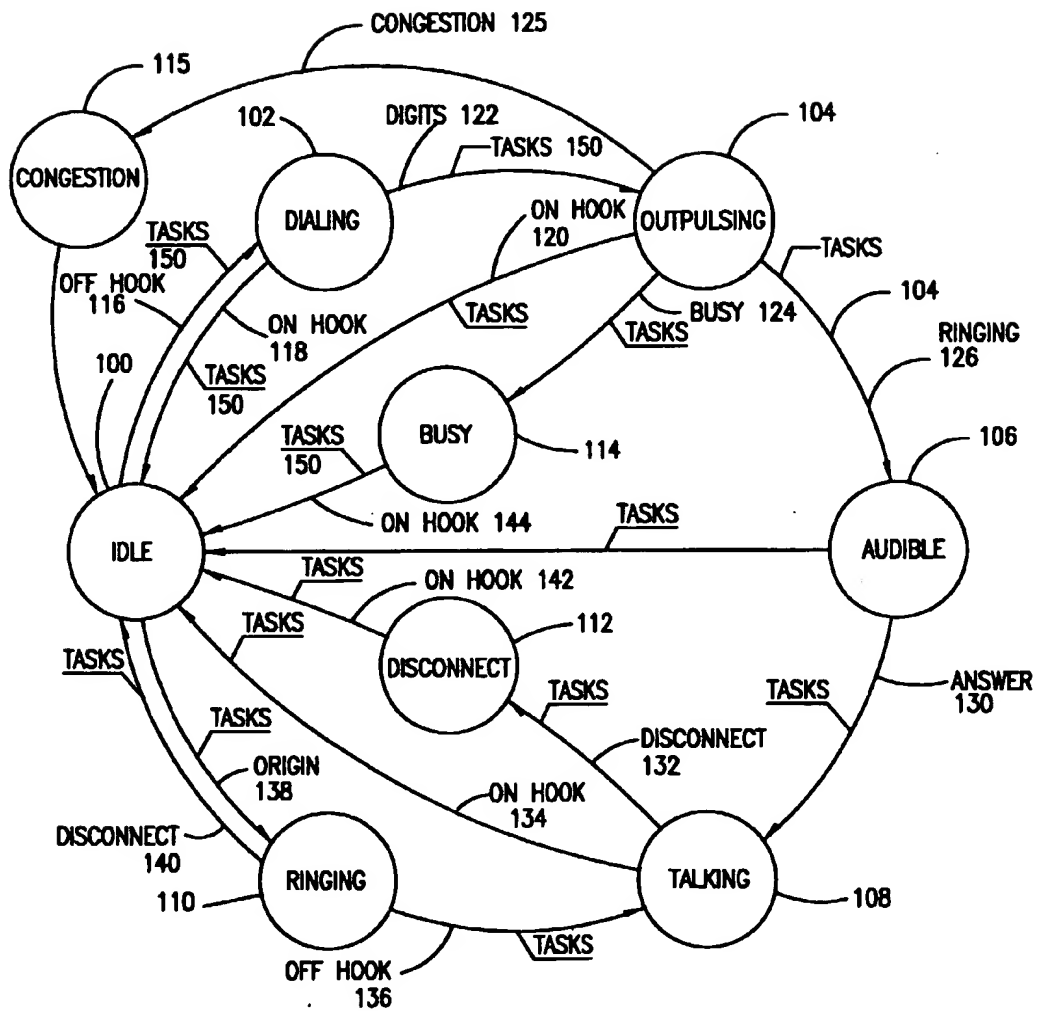 CONGESTION 125
115
102
DIGITS 122
104
TASKS 150
CONGESTION
DIALING
OUTPULSING
ON HOOK
120
TASKS
150
TASKS
OFF HOOK
116
104
ON HOOK
118
TASKS
BUSY 124
TASKS
RINGING
126
100
TASKS
150
BUSY
114
106
TASKS
150
ON HOOK 144
TASKS
IDLE
AUDIBLE
TASKS
ON HOOK 142
TASKS
112
TASKS
DISCONNECT
TASKS
TASKS
ANSWER
130
TASKS
DISCONNECT
132
ORIGIN
138
ON HOOK
134
DISCONNECT
140
RINGING
TALKING
110
108
TASKS
OFF HOOK
136